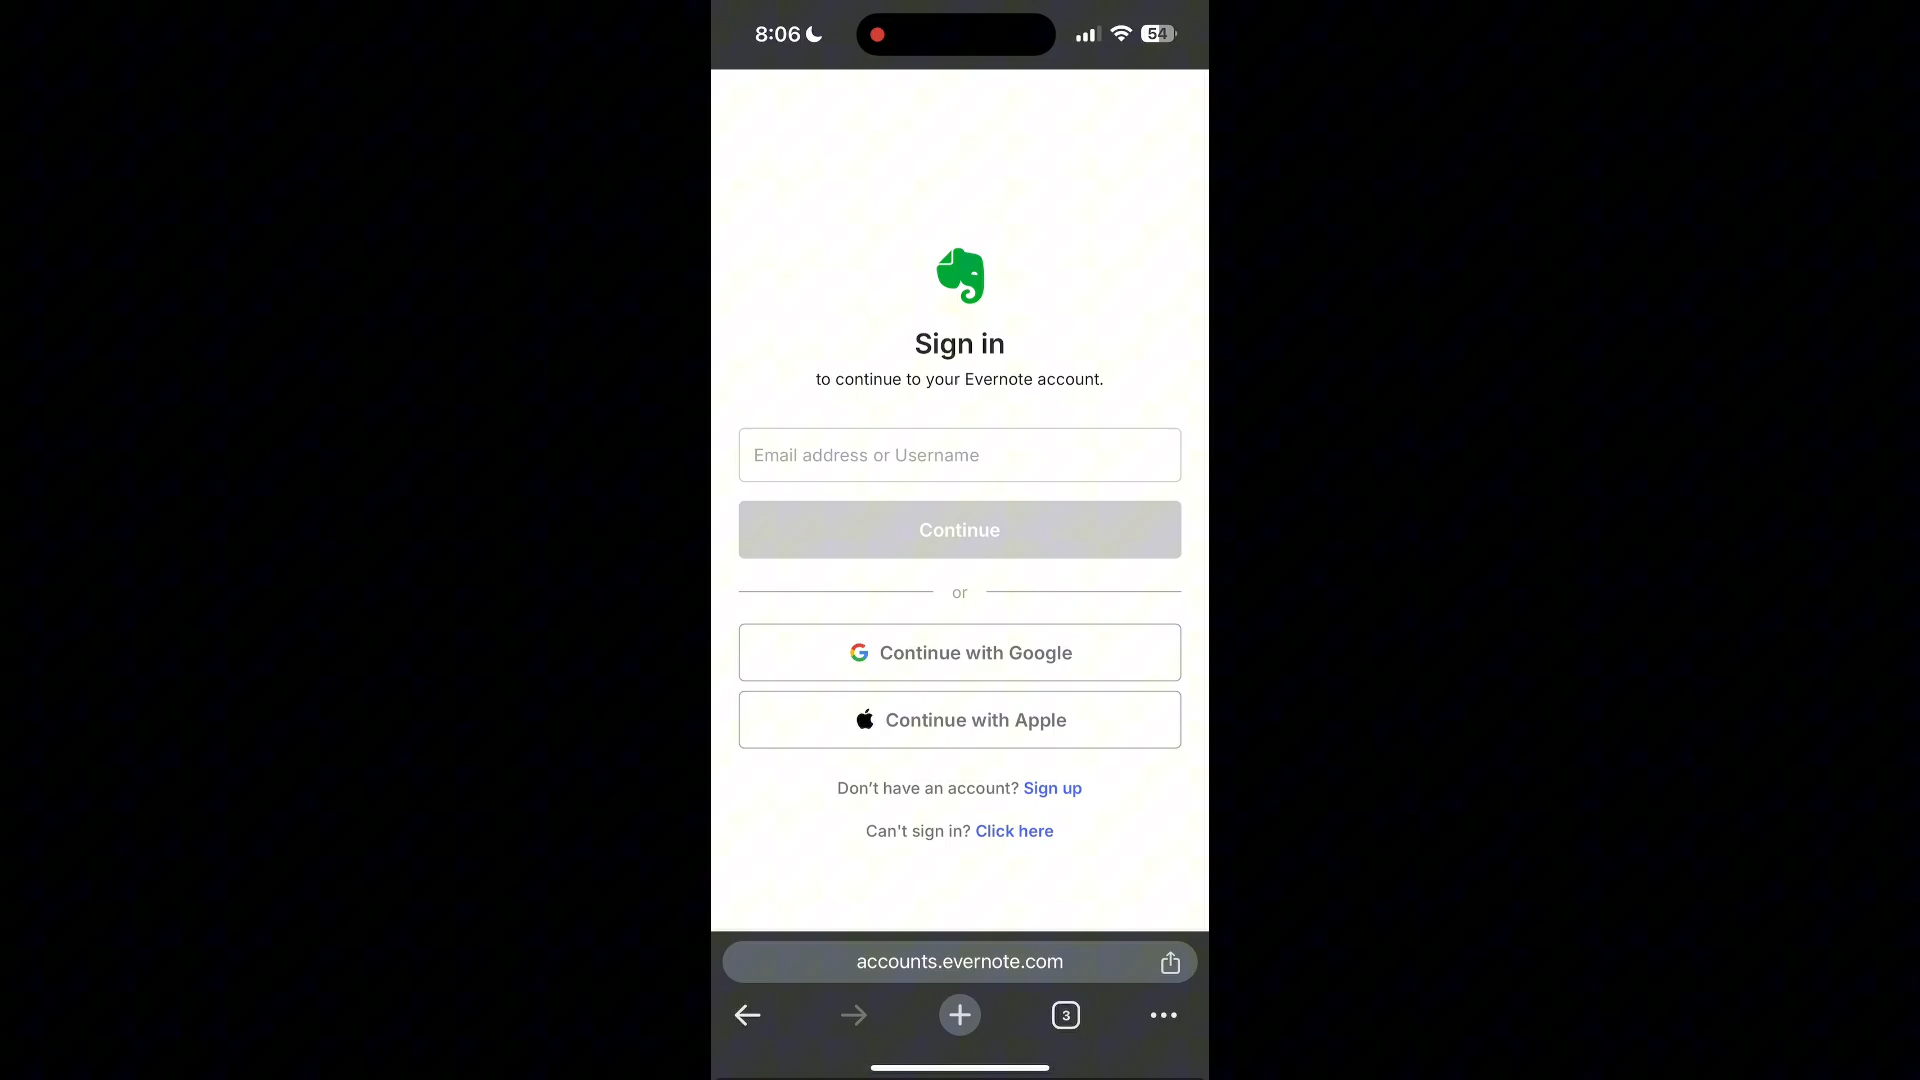 8:06
54
Sign in
to continue to your Evernote account.
Email address or Username
Continue
or
Continue with Google
Continue with Apple
Don’t have an account? Sign up
Can't sign in? Click here
accounts.evernote.com
3